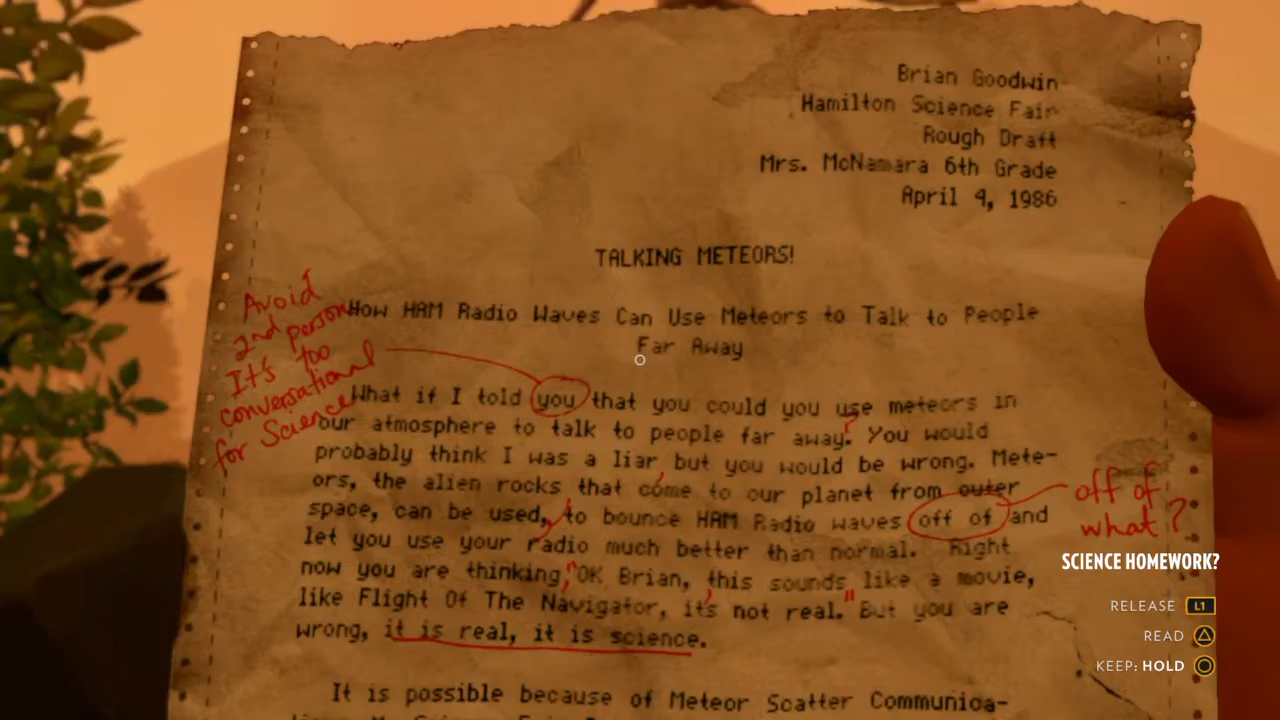 Brian Goodwin
Hamilton Science Fair
Rough Draft
Mrs. McNamara 6th Grade
April 4, 1986
TALKING METEORS!
How HAM Radio Waves Can Use Meteors to Talk to People
Far Away
Avoid
2nd person
It's too
conversational
for Science
What if I told you that you could you use meteors in
our atmosphere to talk to people far away? You would
probably think I was a liar, but you would be wrong. Mete-
ors, the alien rocks that come to our planet from outer
space, can be used, to bounce HAM Radio waves off of and
let you use your radio much better than normal. Right
now you are thinking, "OK Brian, this sounds like a movie,
like Flight Of The Navigator, it's not real." But you are
wrong, it is real, it is science.
off of
what?
It is possible because of Meteor Scatter Communica-
SCIENCE HOMEWORK?
RELEASE L1
READ
KEEP: HOLD